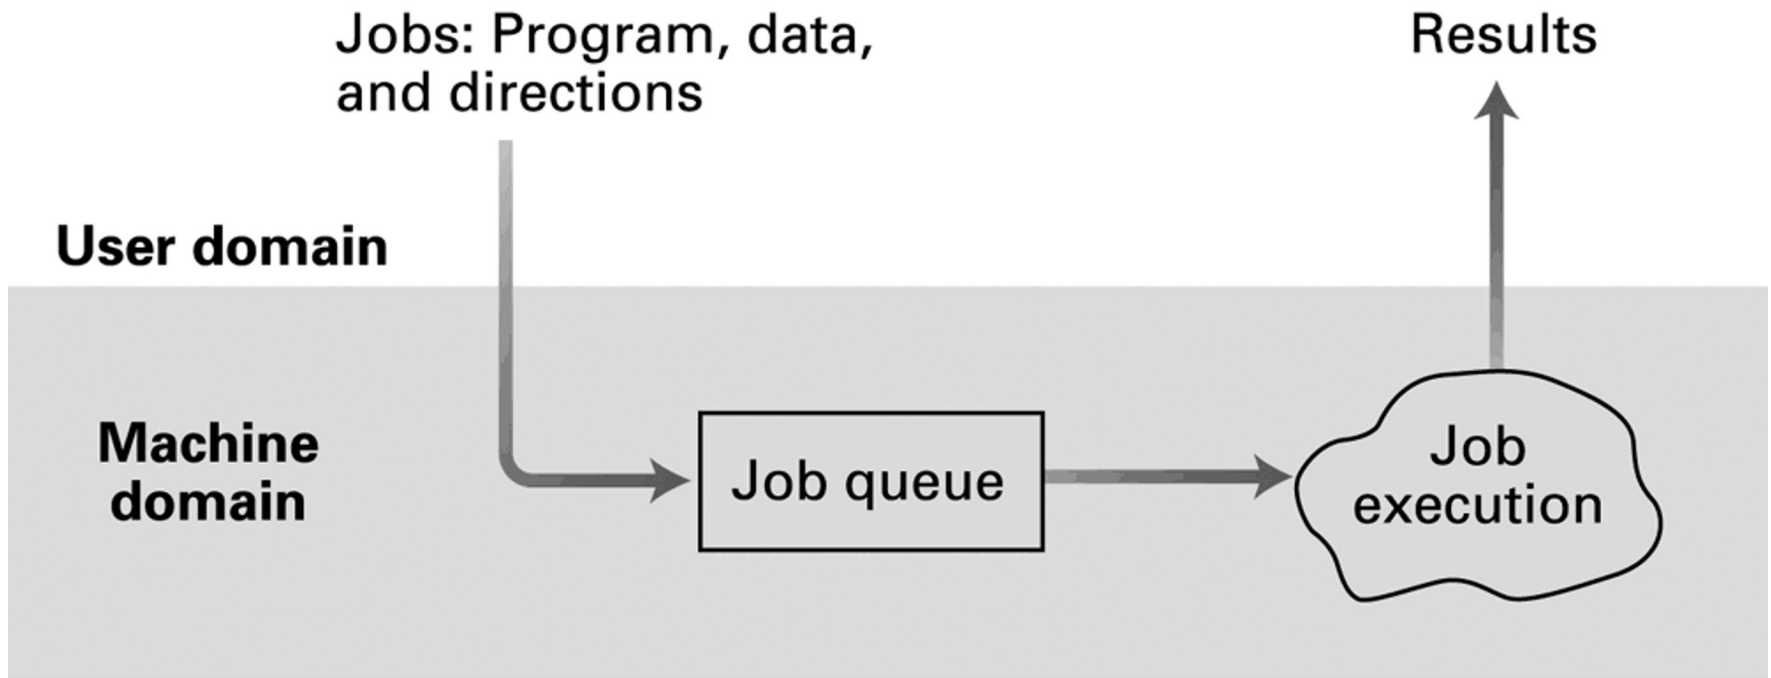 Jobs: Program, data,
and directions
Results
User domain
Machine
domain
Job queue
Job
execution